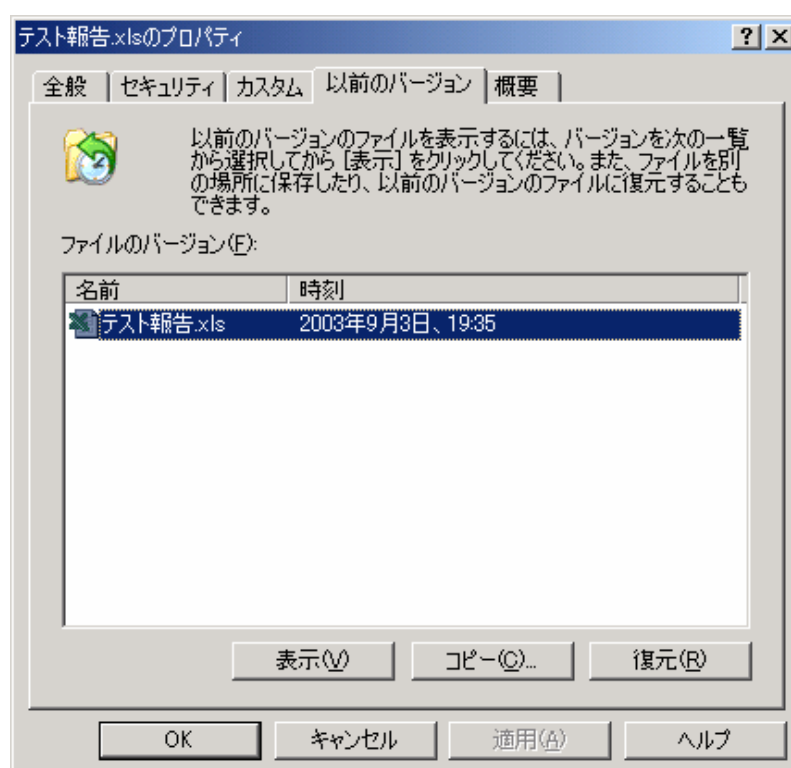 テスト報告.xlsのプロパティ
全般 セキュリティ カスタム 以前のバージョン 概要
以前のバージョンのファイルを表示するには、バージョンを次の一覧
から選択してから [表示] をクリックしてください。また、ファイルを別
の場所に保存したり、以前のバージョンのファイルに復元することも
できます。
ファイルのバージョン(F):
名前 時刻
テスト報告.xls 2003年9月3日、19:35
表示(V) コピー(C)... 復元(R)
OK キャンセル 適用(A) ヘルプ